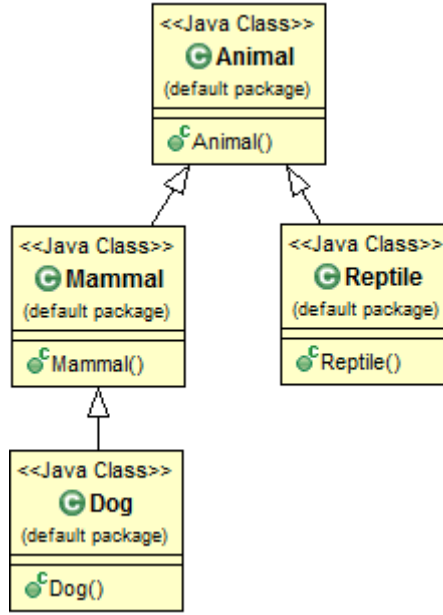 <<Java Class>>
C Animal
(default package)
C Animal()
<<Java Class>>
C Mammal
(default package)
C Mammal()
<<Java Class>>
C Reptile
(default package)
C Reptile()
<<Java Class>>
C Dog
(default package)
C Dog()